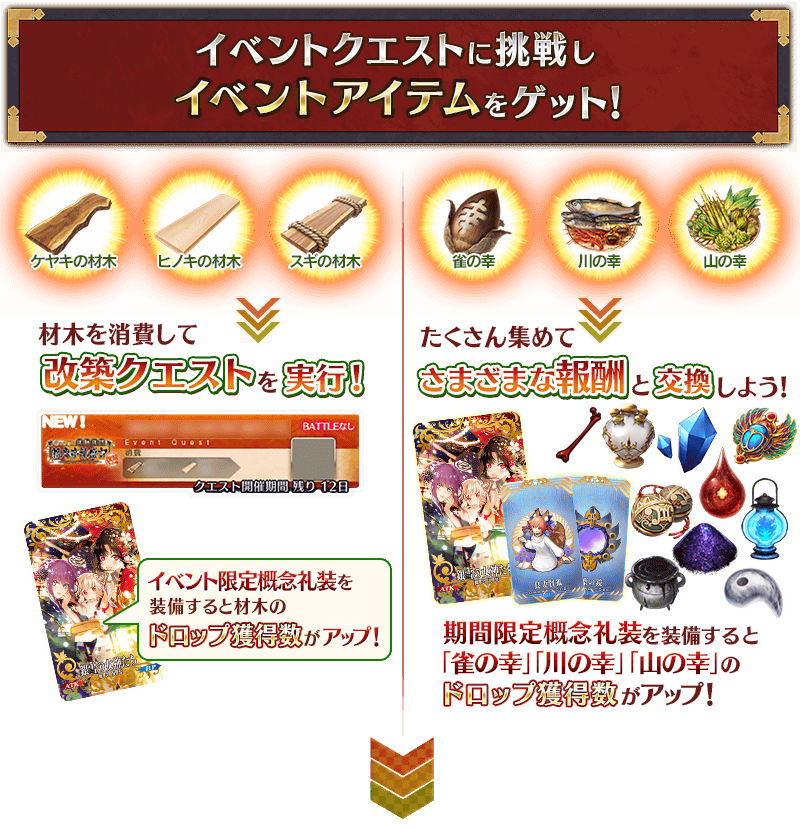 イベントクエストに挑戦し
イベントアイテムをゲット!
ケヤキの材木
ヒノキの材木
スギの材木
材木を消費して
改築クエストを実行!
NEW!
BATTLEなし
Event Quest
消費
クエスト開催期間 残り 12日
イベント限定概念礼装を
装備すると材木の
ドロップ獲得数がアップ!
ATK
雀の幸
川の幸
山の幸
たくさん集めて
さまざまな報酬と交換しよう!
ATK
良妻賢狐
期間限定概念礼装を装備すると
「雀の幸」「川の幸」「山の幸」の
ドロップ獲得数がアップ!